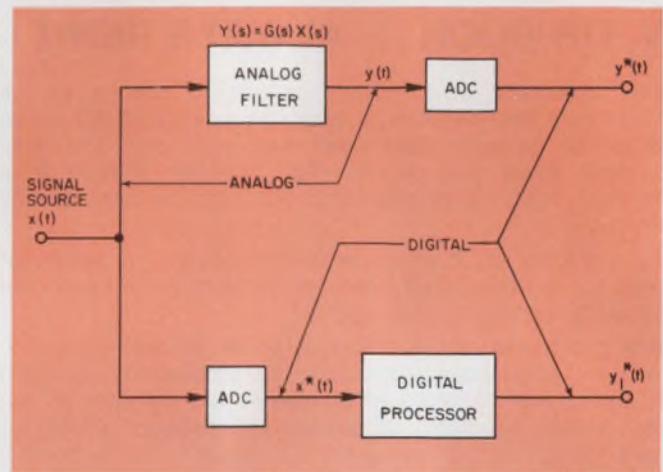 Y(s) = G(s) X(s)
ANALOG
FILTER
y(t)
ADC
y*(t)
ANALOG
SIGNAL
SOURCE
x(t)
DIGITAL
ADC
x*(t)
DIGITAL
PROCESSOR
y₁*(t)